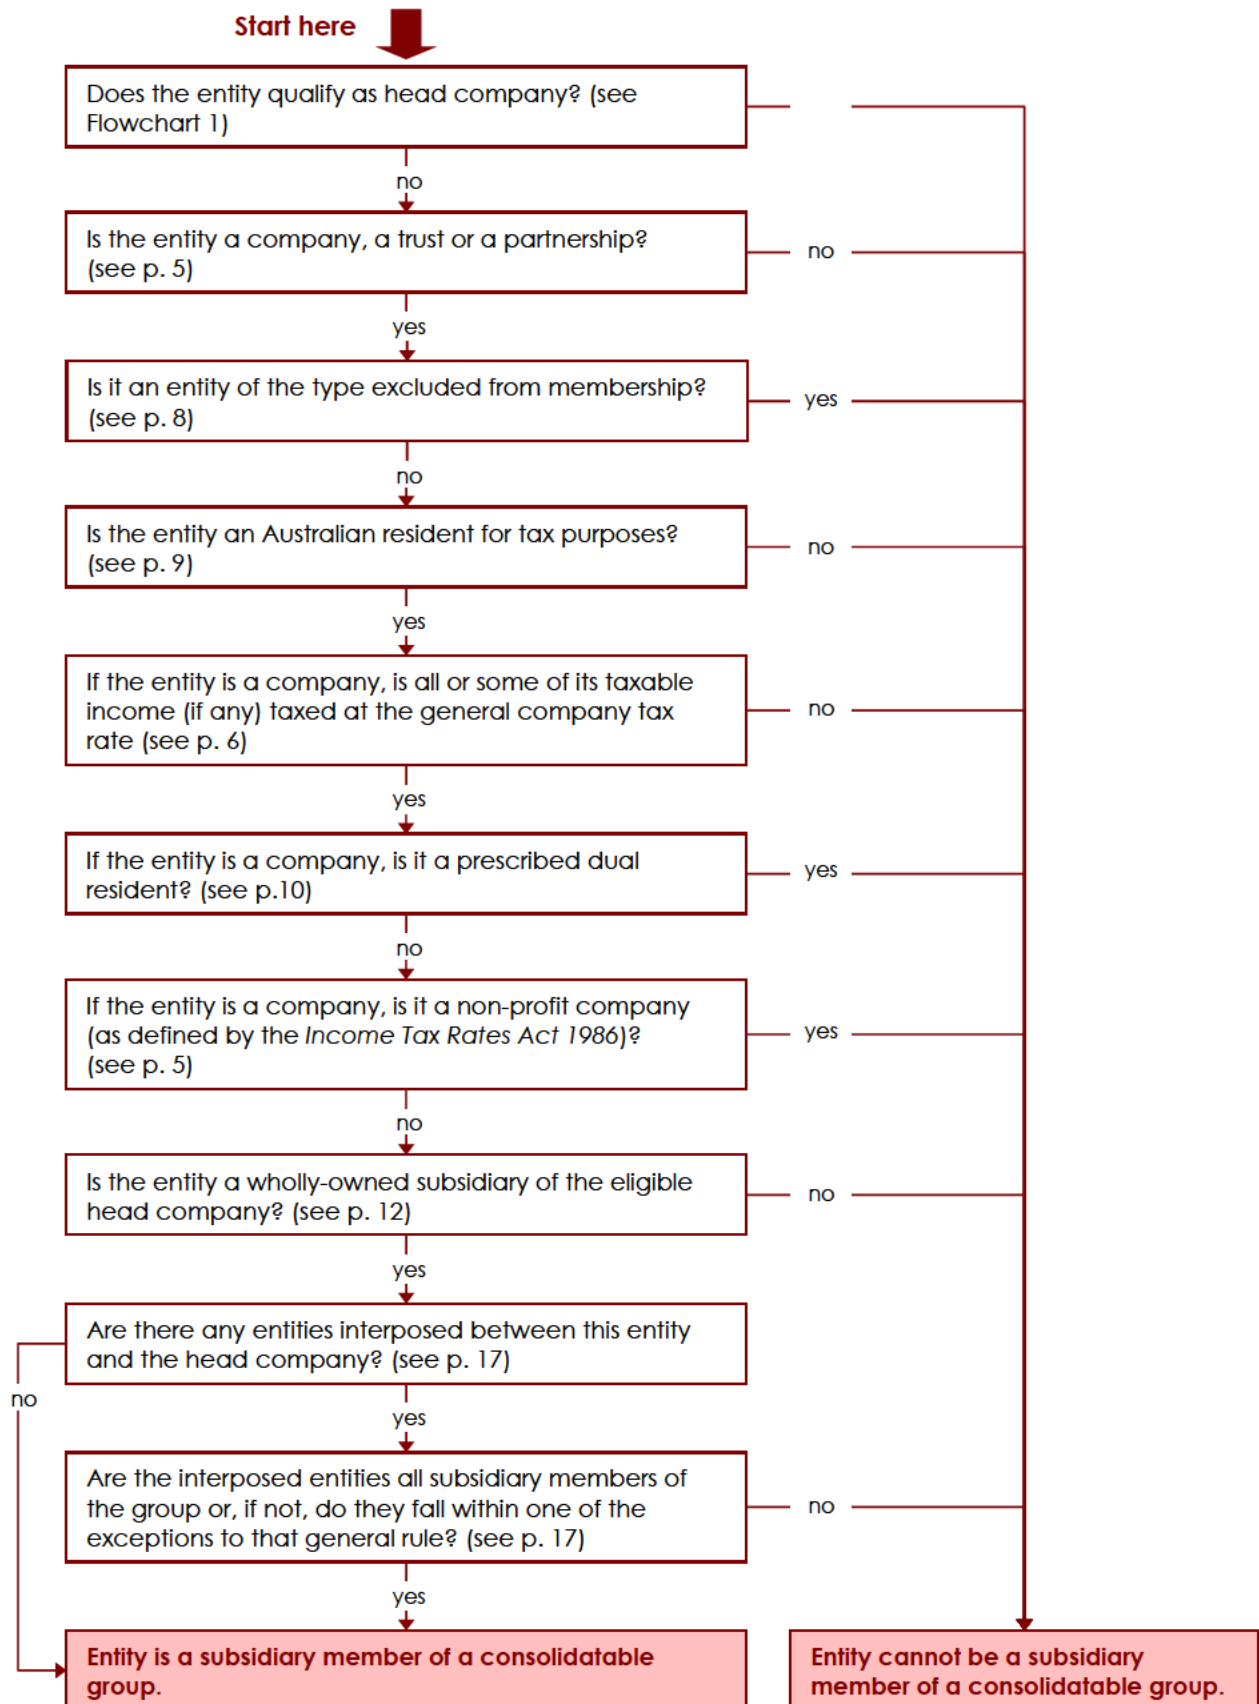 Start here
Does the entity qualify as head company? (see
Flowchart 1)
no
Is the entity a company, a trust or a partnership?
(see p. 5)
no
yes
Is it an entity of the type excluded from membership?
(see p. 8)
yes
no
Is the entity an Australian resident for tax purposes?
(see p. 9)
no
yes
If the entity is a company, is all or some of its taxable
income (if any) taxed at the general company tax
rate (see p. 6)
no
yes
If the entity is a company, is it a prescribed dual
resident? (see p.10)
yes
no
If the entity is a company, is it a non-profit company
(as defined by the Income Tax Rates Act 1986)?
(see p. 5)
yes
no
Is the entity a wholly-owned subsidiary of the eligible
head company? (see p. 12)
no
yes
Are there any entities interposed between this entity
and the head company? (see p. 17)
no
yes
Are the interposed entities all subsidiary members of
the group or, if not, do they fall within one of the
exceptions to that general rule? (see p. 17)
no
yes
Entity is a subsidiary member of a consolidatable
group.
Entity cannot be a subsidiary
member of a consolidatable group.